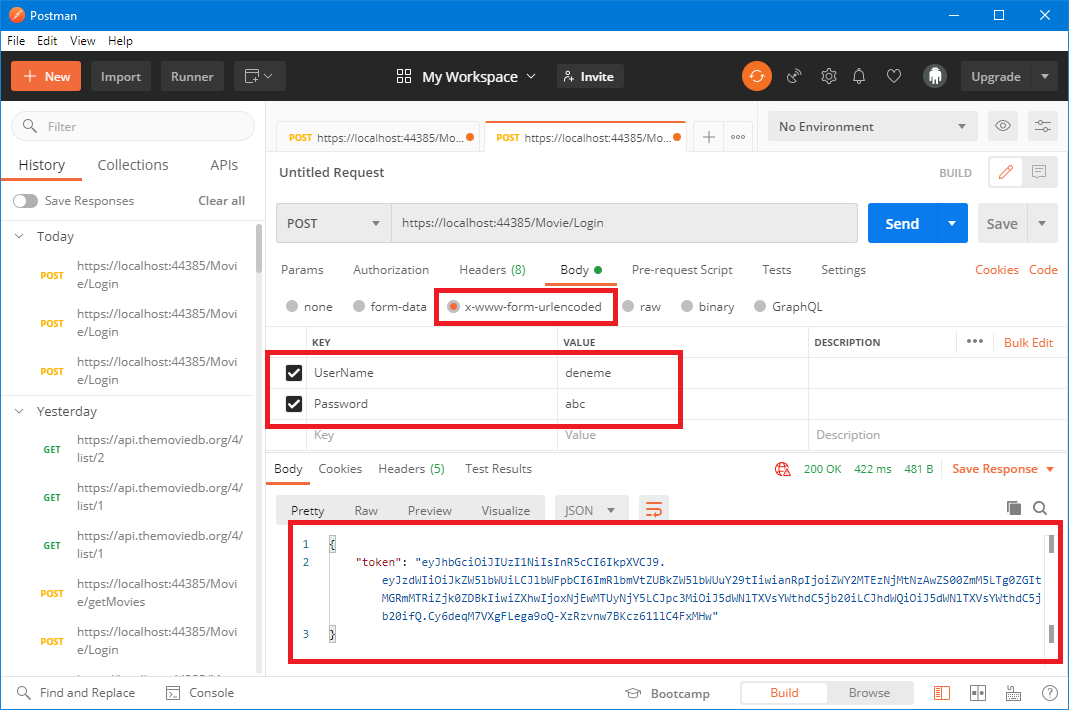 Postman
File Edit View Help
New Import Runner My Workspace Invite Upgrade
Filter
History Collections APIs
Save Responses Clear all
Today
POST https://localhost:44385/Movi
e/Login
POST https://localhost:44385/Movi
e/Login
POST https://localhost:44385/Movi
e/Login
Yesterday
GET https://api.themoviedb.org/4/
list/2
GET https://api.themoviedb.org/4/
list/1
GET https://api.themoviedb.org/4/
list/1
POST https://localhost:44385/Movi
e/getMovies
POST https://localhost:44385/Movi
e/Login
POST https://localhost:44385/Mo... POST https://localhost:44385/Mo... No Environment
Untitled Request BUILD
POST https://localhost:44385/Movie/Login Send Save
Params Authorization Headers (8) Body Pre-request Script Tests Settings Cookies Code
none form-data x-www-form-urlencoded raw binary GraphQL
KEY VALUE DESCRIPTION Bulk Edit
UserName deneme
Password abc
Key Value Description
Body Cookies Headers (5) Test Results 200 OK 422 ms 481 B Save Response
Pretty Raw Preview Visualize JSON
1 {
2 "token": "eyJhbGciOiJIUzI1NiIsInR5cCI6IkpXVCJ9.
eyJzdWIiOiJkZW5lbWUiLCJlbWFpbCI6ImRlbmVtZUBkZW5lbWUuY29tIiwianRpIjoiZWY2MTEzNjMtNzAwZS00ZmM5LTg0ZGIt
MGRmMTRiZjk0ZDBkIiwiZXhwIjoxNjEwMTUyNjY5LCJpc3MiOiJ5dWNlTXVsYWthdC5jb20iLCJhdWQiOiJ5dWNlTXVsYWthdC5j
b20ifQ.Cy6deqM7VXgFLega9oQ-XzRzvnw7BKcz611lC4FxMHw"
3 }
Find and Replace Console Bootcamp Build Browse